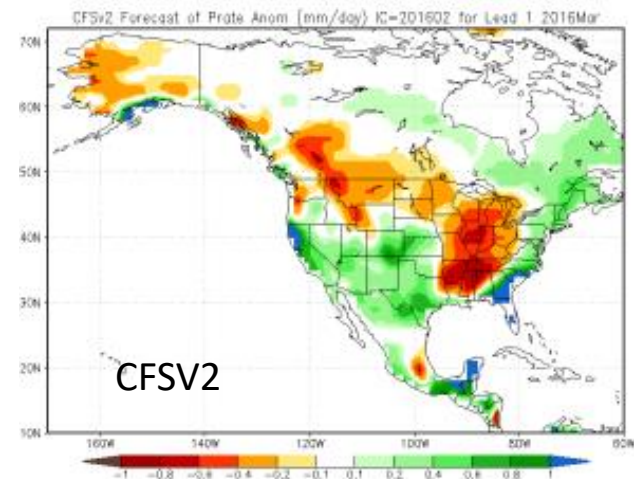 CFSv2 Forecast of Prate Anom (mm/day) IC=201602 for Lead 1 2016Mar
70N
60N
50N
40N
30N
20N
10N
CFSV2
160W 140W 120W 100W 80W 60W
-1 -0.8 -0.6 -0.4 -0.2 -0.1 0.1 0.2 0.4 0.6 0.8 1